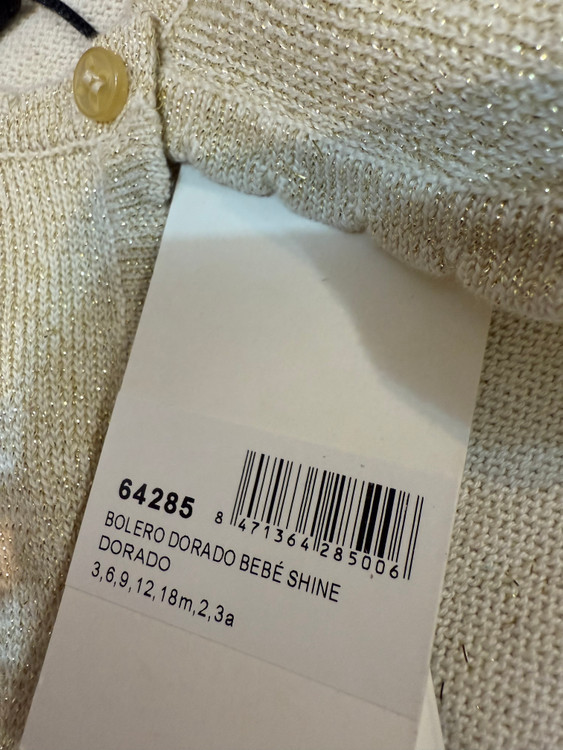 64285
8 471364 285006
BOLERO DORADO BEBÉ SHINE
DORADO
3,6,9,12,18m,2,3a